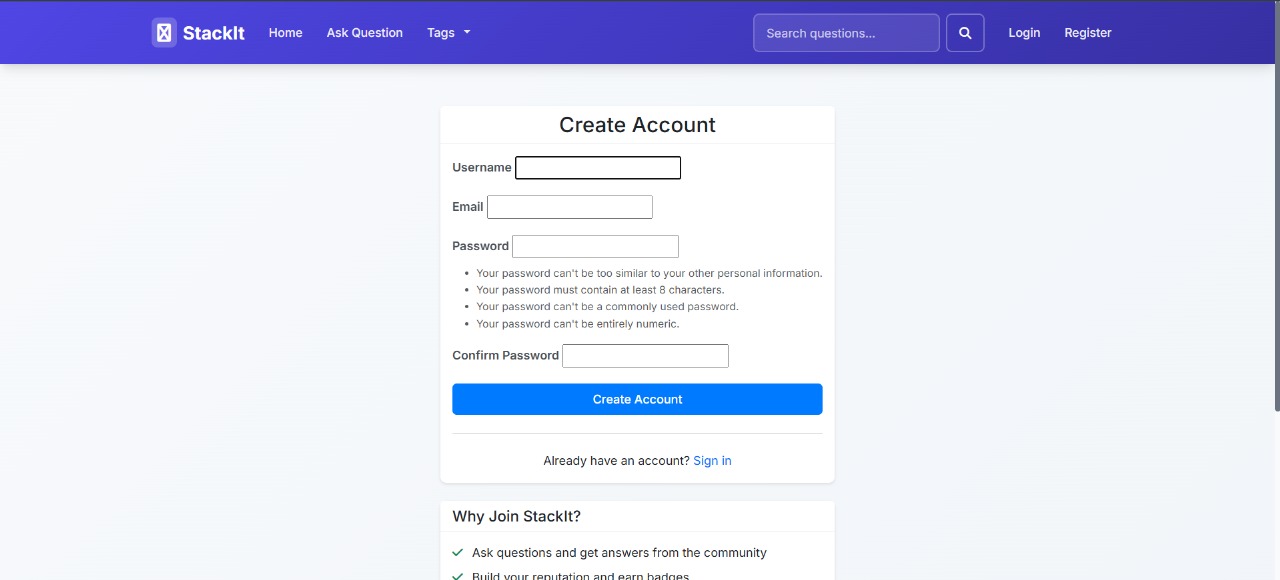 StackIt Home Ask Question Tags Search questions... Login Register
Create Account
Username
Email
Password
Your password can't be too similar to your other personal information.
Your password must contain at least 8 characters.
Your password can't be a commonly used password.
Your password can't be entirely numeric.
Confirm Password
Create Account
Already have an account? Sign in
Why Join StackIt?
Ask questions and get answers from the community
Build your reputation and earn badges